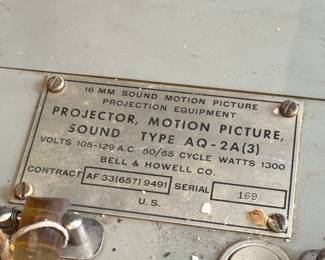 16 MM SOUND MOTION PICTURE
PROJECTION EQUIPMENT
PROJECTOR, MOTION PICTURE,
SOUND TYPE AQ-2A(3)
VOLTS 105-129 A.C. 50/65 CYCLE WATTS 1300
BELL & HOWELL CO.
CONTRACT AF 33(657) 9491 SERIAL 169
U.S.